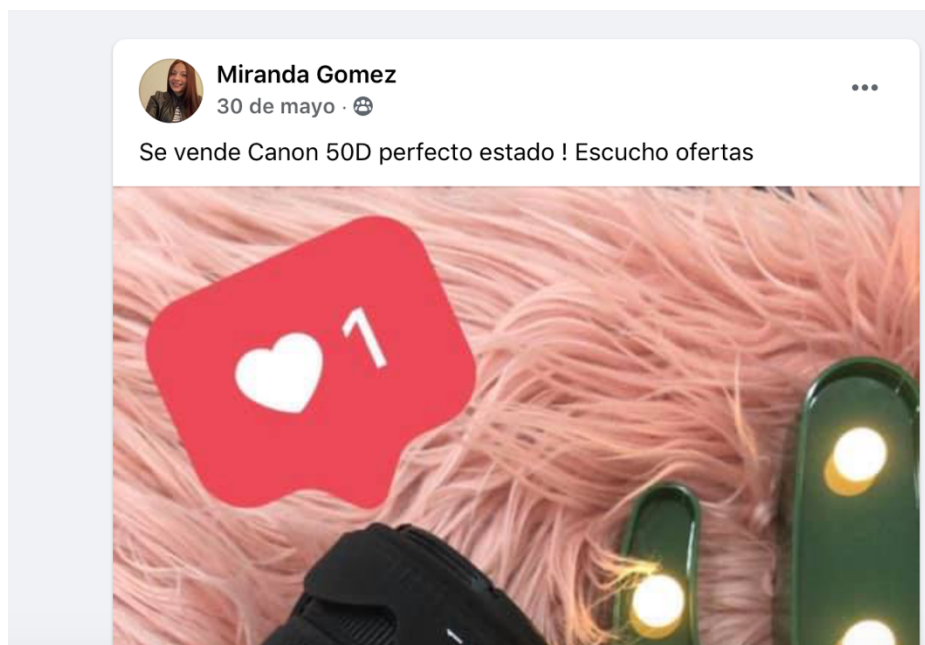 Miranda Gomez
30 de mayo ·
Se vende Canon 50D perfecto estado ! Escucho ofertas
1